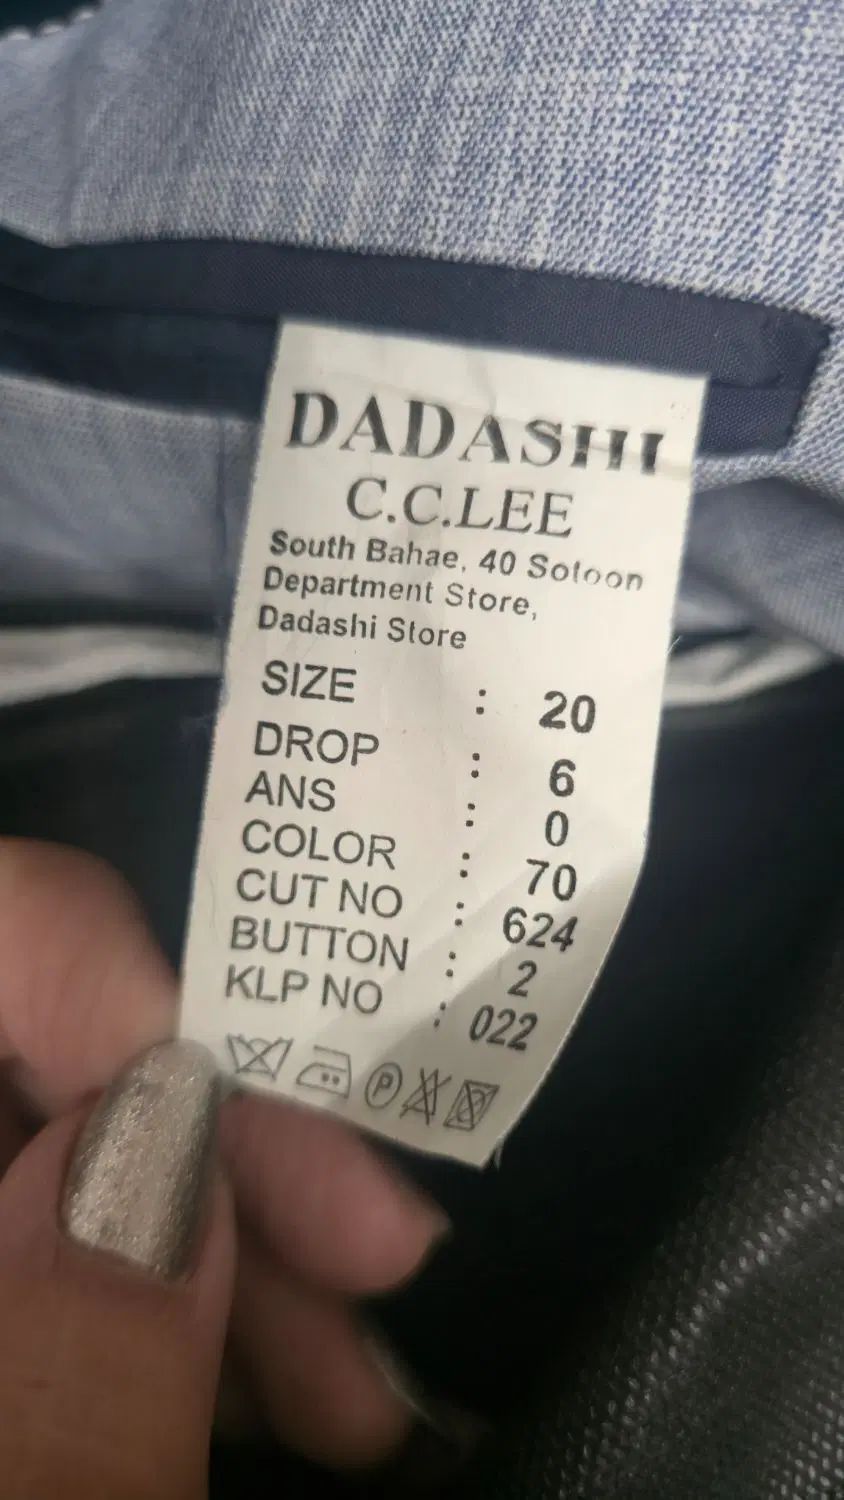 DADASHI
C.C.LEE
South Bahae, 40 Sotoon
Department Store,
Dadashi Store
SIZE : 20
DROP : 6
ANS : 0
COLOR : 70
CUT NO : 624
BUTTON : 2
KLP NO : 022
P